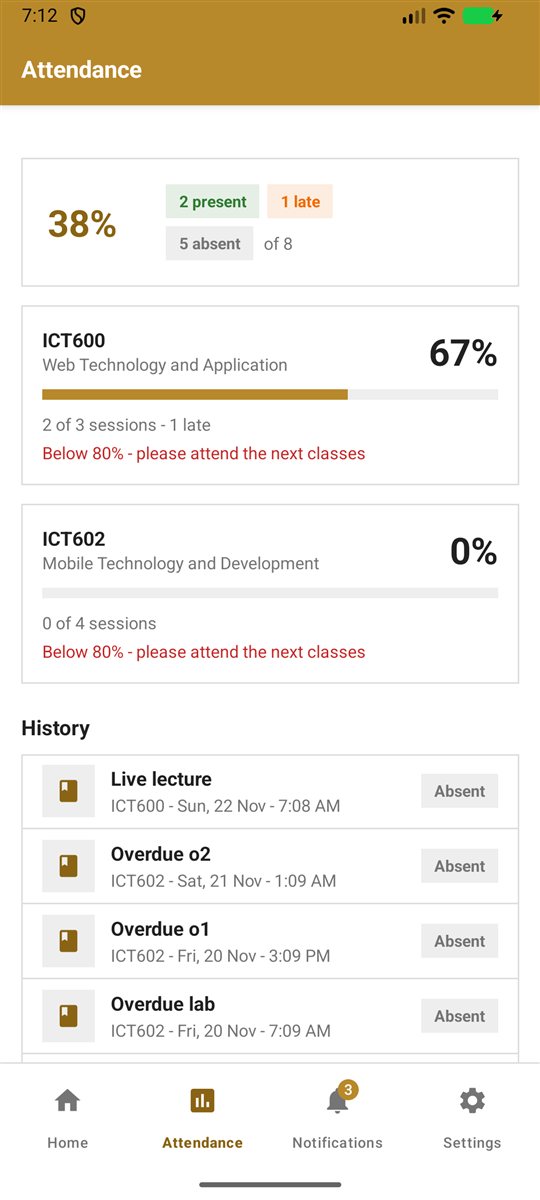 7:12
Attendance
38%
2 present
1 late
5 absent
of 8
ICT600
Web Technology and Application
67%
2 of 3 sessions - 1 late
Below 80% - please attend the next classes
ICT602
Mobile Technology and Development
0%
0 of 4 sessions
Below 80% - please attend the next classes
History
Live lecture
ICT600 - Sun, 22 Nov - 7:08 AM
Absent
Overdue o2
ICT602 - Sat, 21 Nov - 1:09 AM
Absent
Overdue o1
ICT602 - Fri, 20 Nov - 3:09 PM
Absent
Overdue lab
ICT602 - Fri, 20 Nov - 7:09 AM
Absent
3
Home
Attendance
Notifications
Settings